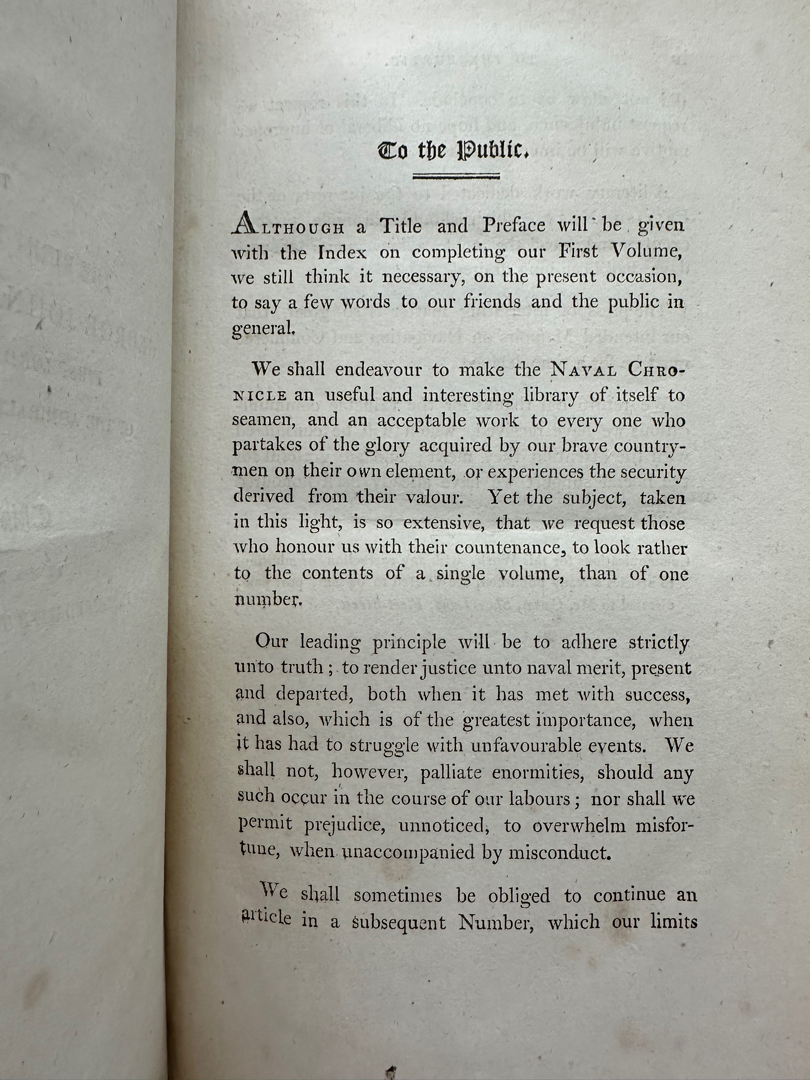 To the Public.
ALTHOUGH a Title and Preface will be given
with the Index on completing our First Volume,
we still think it necessary, on the present occasion,
to say a few words to our friends and the public in
general.
We shall endeavour to make the NAVAL CHRO-
NICLE an useful and interesting library of itself to
seamen, and an acceptable work to every one who
partakes of the glory acquired by our brave country-
men on their own element, or experiences the security
derived from their valour. Yet the subject, taken
in this light, is so extensive, that we request those
who honour us with their countenance, to look rather
to the contents of a single volume, than of one
number.
Our leading principle will be to adhere strictly
unto truth; to render justice unto naval merit, present
and departed, both when it has met with success,
and also, which is of the greatest importance, when
it has had to struggle with unfavourable events. We
shall not, however, palliate enormities, should any
such occur in the course of our labours; nor shall we
permit prejudice, unnoticed, to overwhelm misfor-
tune, when unaccompanied by misconduct.
We shall sometimes be obliged to continue an
article in a subsequent Number, which our limits